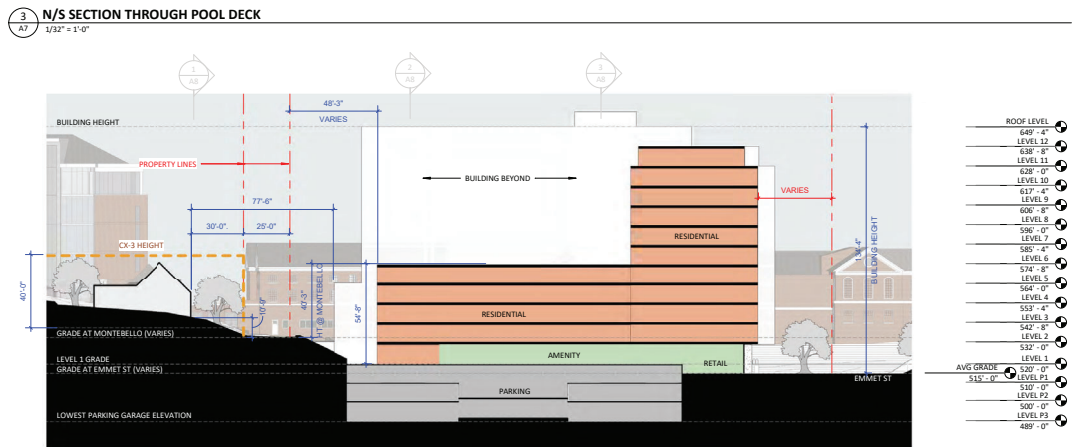 3
A7
N/S SECTION THROUGH POOL DECK
1/32" = 1'-0"
1
A8
2
A8
3
A8
48'-3"
VARIES
BUILDING HEIGHT
PROPERTY LINES
BUILDING BEYOND
VARIES
77'-6"
30'-0".
25'-0"
CX-3 HEIGHT
RESIDENTIAL
134'-4"
BUILDING HEIGHT
40'-0"
10'-0"
40'-3"
HT @ MONTEBELLO
54'-8"
RESIDENTIAL
GRADE AT MONTEBELLO (VARIES)
AMENITY
RETAIL
LEVEL 1 GRADE
GRADE AT EMMET ST (VARIES)
EMMET ST
PARKING
LOWEST PARKING GARAGE ELEVATION
ROOF LEVEL
649' - 4"
LEVEL 12
638' - 8"
LEVEL 11
628' - 0"
LEVEL 10
617' - 4"
LEVEL 9
606' - 8"
LEVEL 8
596' - 0"
LEVEL 7
585' - 4"
LEVEL 6
574' - 8"
LEVEL 5
564' - 0"
LEVEL 4
553' - 4"
LEVEL 3
542' - 8"
LEVEL 2
532' - 0"
LEVEL 1
520' - 0"
AVG GRADE
515' - 0"
LEVEL P1
510' - 0"
LEVEL P2
500' - 0"
LEVEL P3
489' - 0"